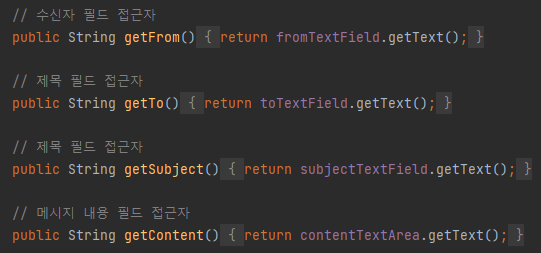 // 수신자 필드 접근자
public String getFrom() { return fromTextField.getText(); }
// 제목 필드 접근자
public String getTo() { return toTextField.getText(); }
// 제목 필드 접근자
public String getSubject() { return subjectTextField.getText(); }
// 메시지 내용 필드 접근자
public String getContent() { return contentTextArea.getText(); }